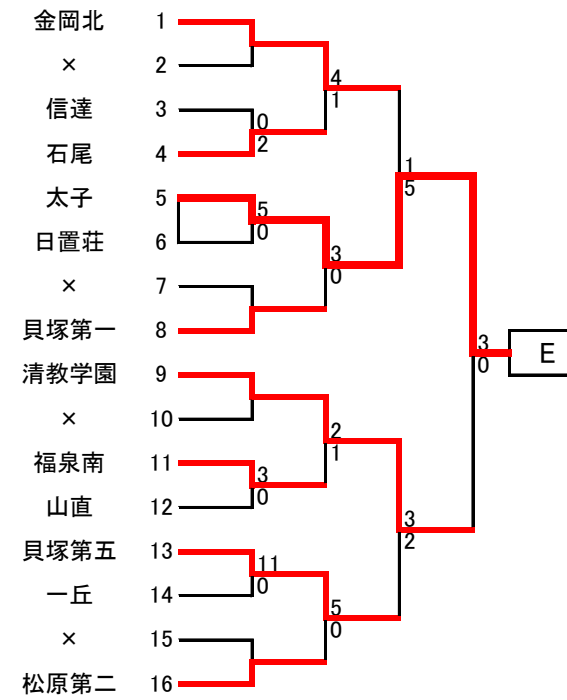 金岡北 1
× 2
4
1
信達 3
0
2
石尾 4
1
5
太子 5
5
0
日置荘 6
3
0
× 7
貝塚第一 8
3
0
E
清教学園 9
× 10
2
1
福泉南 11
3
0
山直 12
3
2
貝塚第五 13
11
0
一丘 14
5
0
× 15
松原第二 16